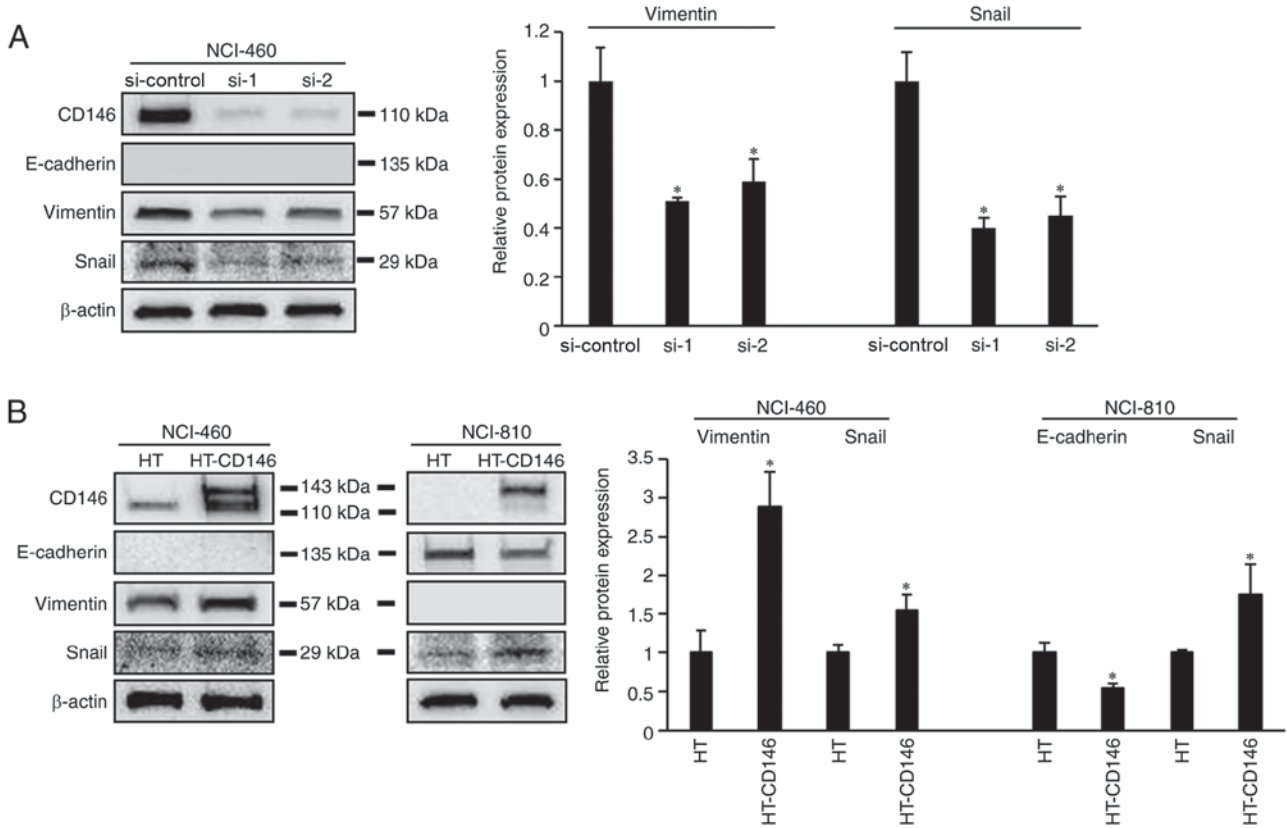 A
NCI-460
si-control si-1 si-2
CD146 110 kDa
E-cadherin 135 kDa
Vimentin 57 kDa
Snail 29 kDa
β-actin
Vimentin Snail
Relative protein expression
1.2
1
0.8
0.6
0.4
0.2
0
* * * *
si-control si-1 si-2 si-control si-1 si-2
B
NCI-460 NCI-810
HT HT-CD146 HT HT-CD146
CD146 143 kDa
110 kDa
E-cadherin 135 kDa
Vimentin 57 kDa
Snail 29 kDa
β-actin
NCI-460 NCI-810
Vimentin Snail E-cadherin Snail
Relative protein expression
3.5
3
2.5
2
1.5
1
0.5
0
* * * *
HT HT-CD146 HT HT-CD146 HT HT-CD146 HT HT-CD146